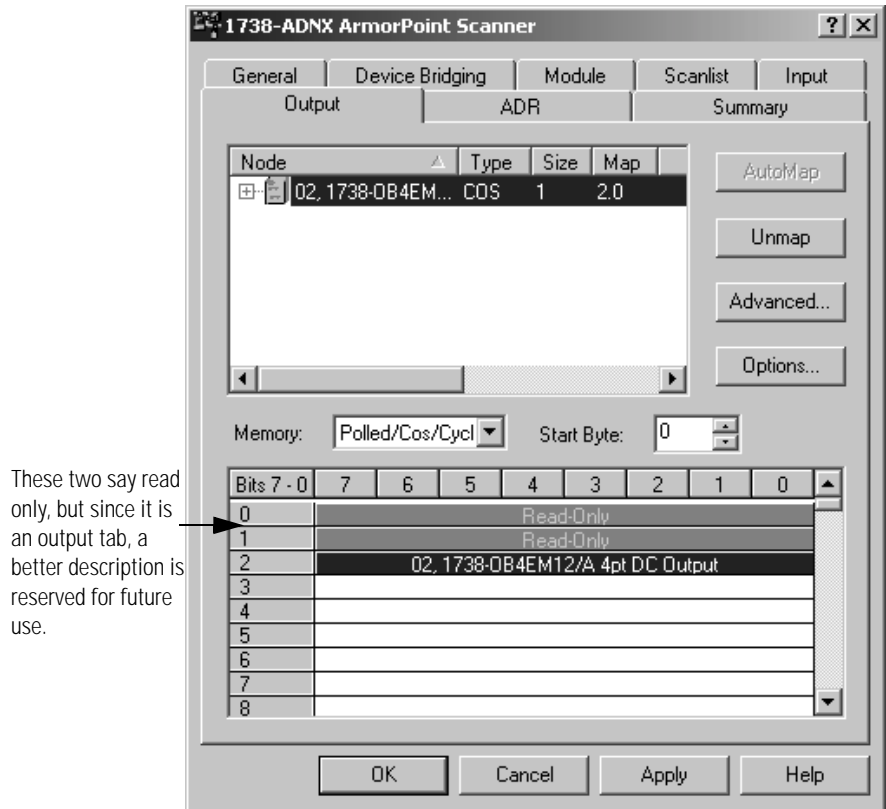 1738-ADNX ArmorPoint Scanner
General Device Bridging Module Scanlist Input
Output ADR Summary
Node Type Size Map
02, 1738-OB4EM... COS 1 2.0
AutoMap
Unmap
Advanced...
Options...
Memory: Polled/Cos/Cycl Start Byte: 0
These two say read
only, but since it is
an output tab, a
better description is
reserved for future
use.
Bits 7 - 0 7 6 5 4 3 2 1 0
0 Read-Only
1 Read-Only
2 02, 1738-OB4EM12/A 4pt DC Output
3
4
5
6
7
8
OK Cancel Apply Help